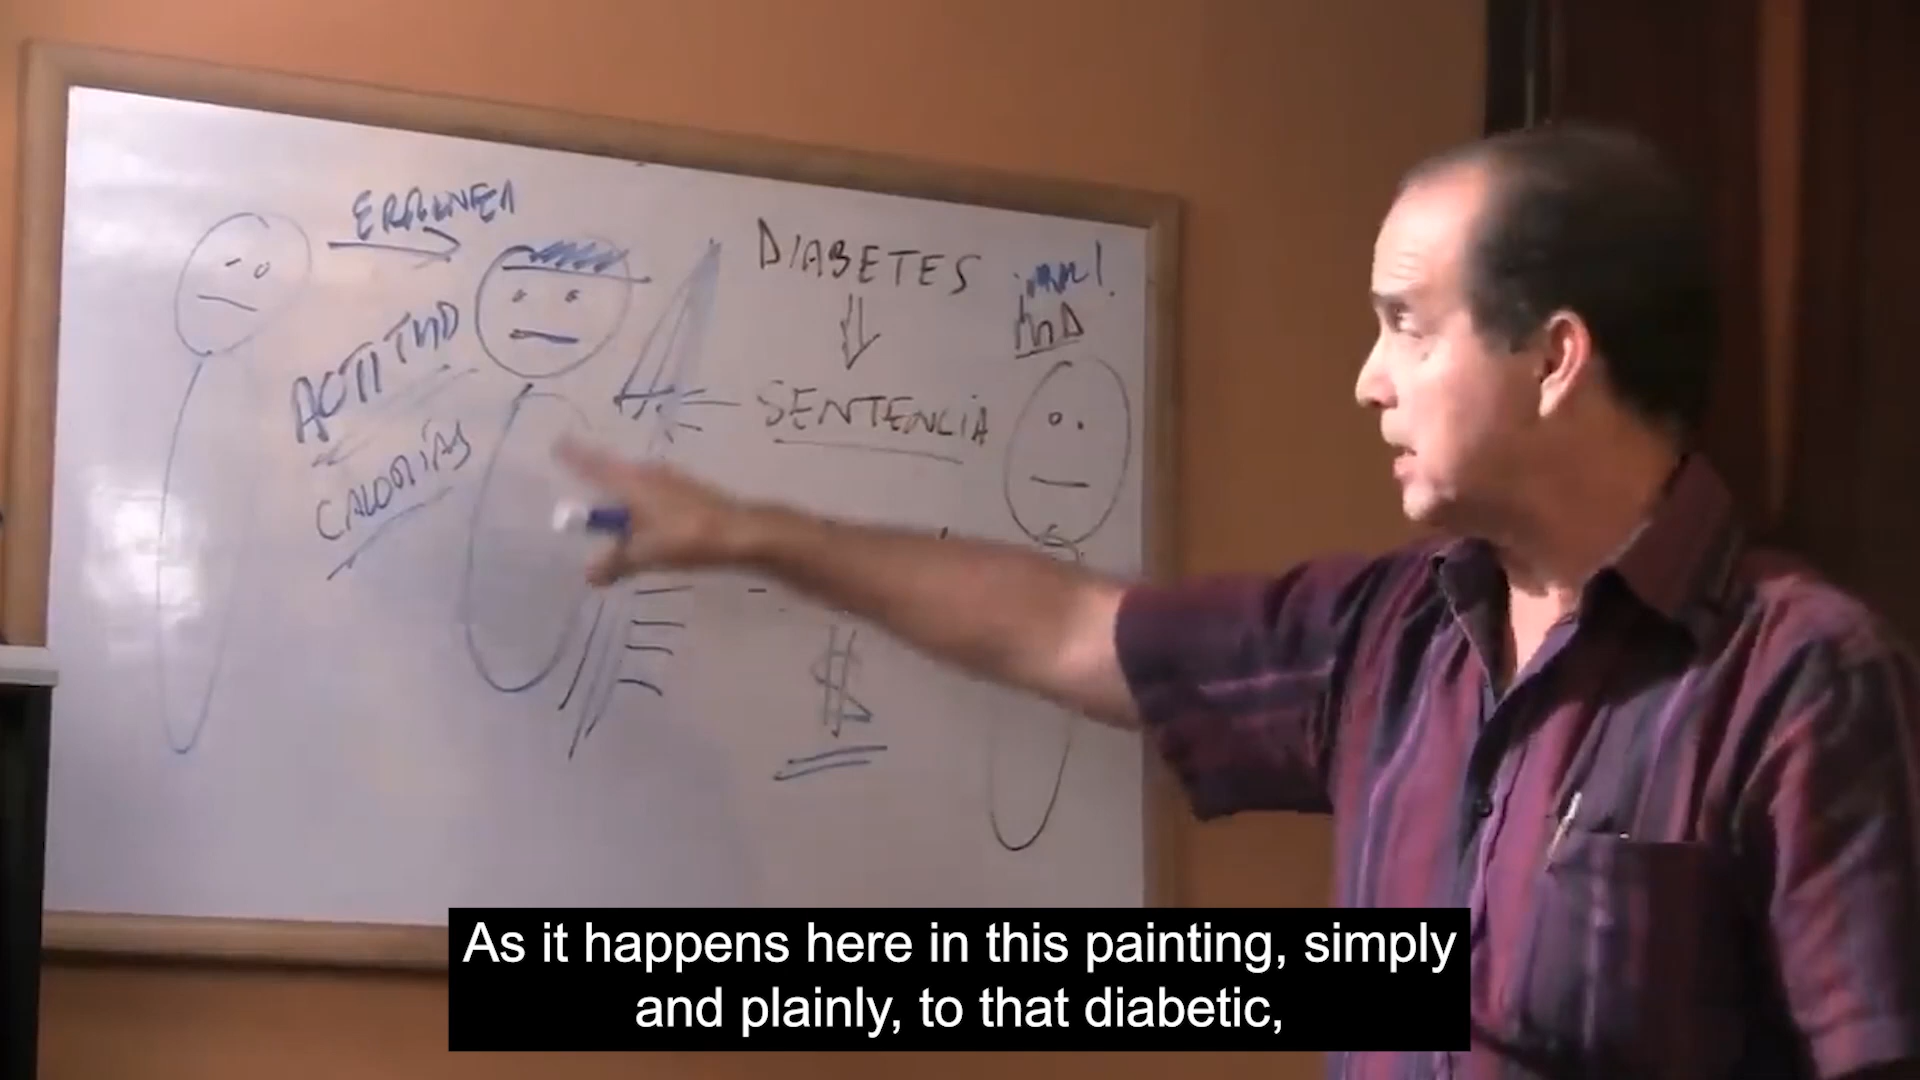 ERRONEA
ACTITUD
CALORÍAS
DIABETES
SENTENCIA
$
As it happens here in this painting, simply
and plainly, to that diabetic,